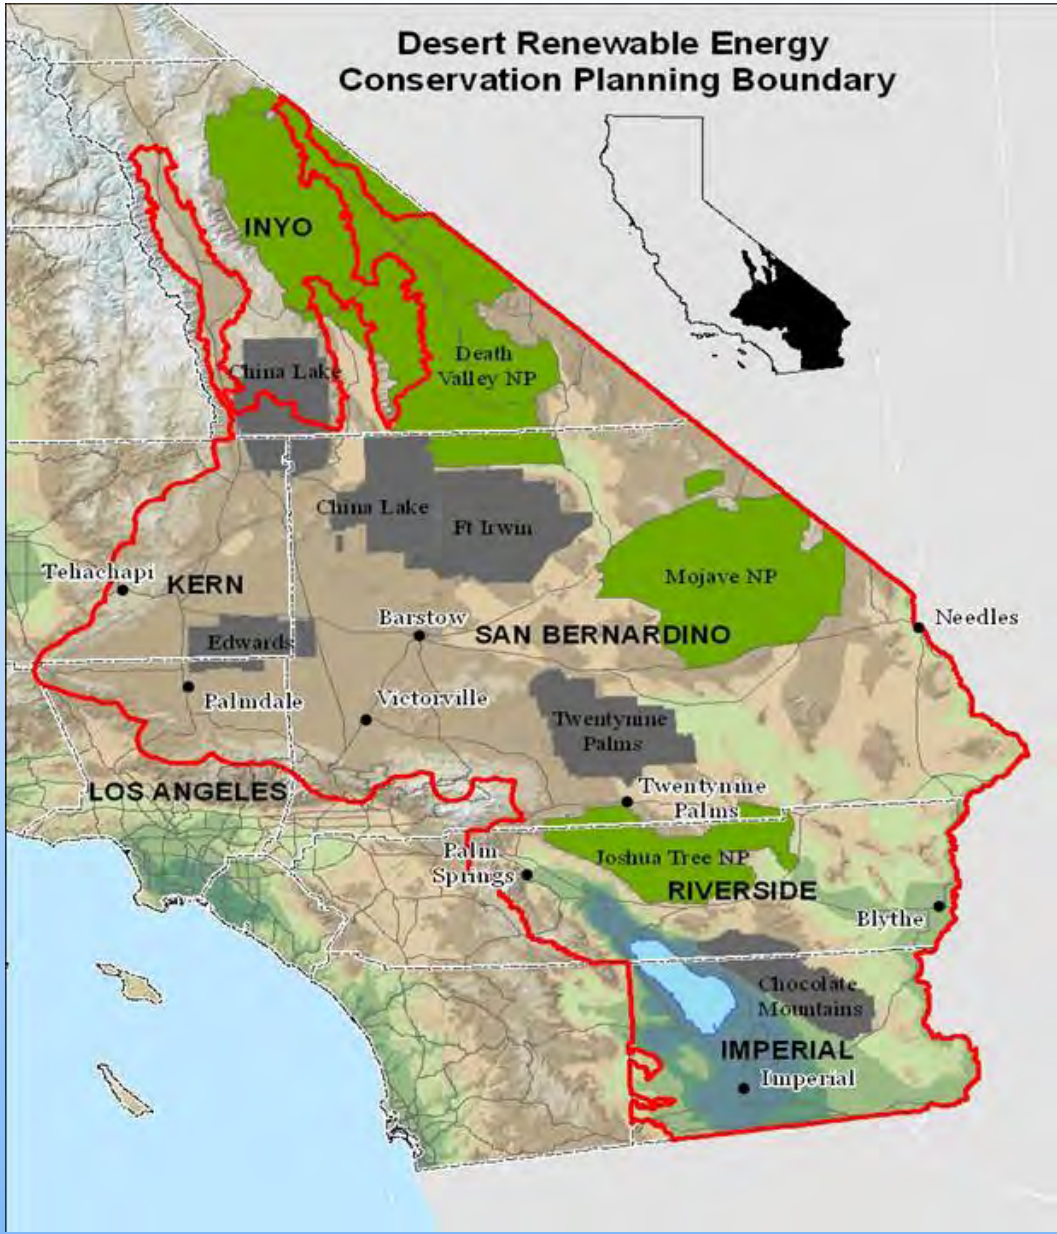 Desert Renewable Energy
Conservation Planning Boundary
INYO
Death
Valley NP
China Lake
China Lake
Ft Irwin
Tehachapi
KERN
Mojave NP
Needles
Barstow
SAN BERNARDINO
Edwards
Palmdale
Victorville
Twentynine
Palms
LOS ANGELES
Twentynine
Palms
Palm
Springs
Joshua Tree NP
RIVERSIDE
Blythe
Chocolate
Mountains
IMPERIAL
Imperial